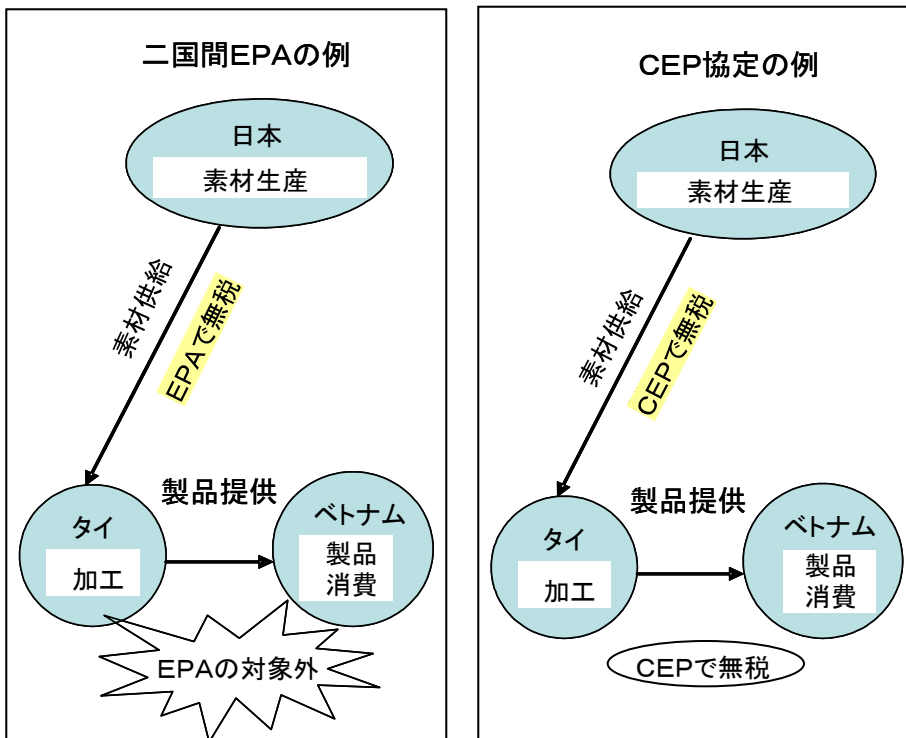 二国間EPAの例
日本
素材生産
素材供給
EPAで無税
製品提供
タイ
加工
ベトナム
製品
消費
EPAの対象外
CEP協定の例
日本
素材生産
素材供給
CEPで無税
製品提供
タイ
加工
ベトナム
製品
消費
CEPで無税